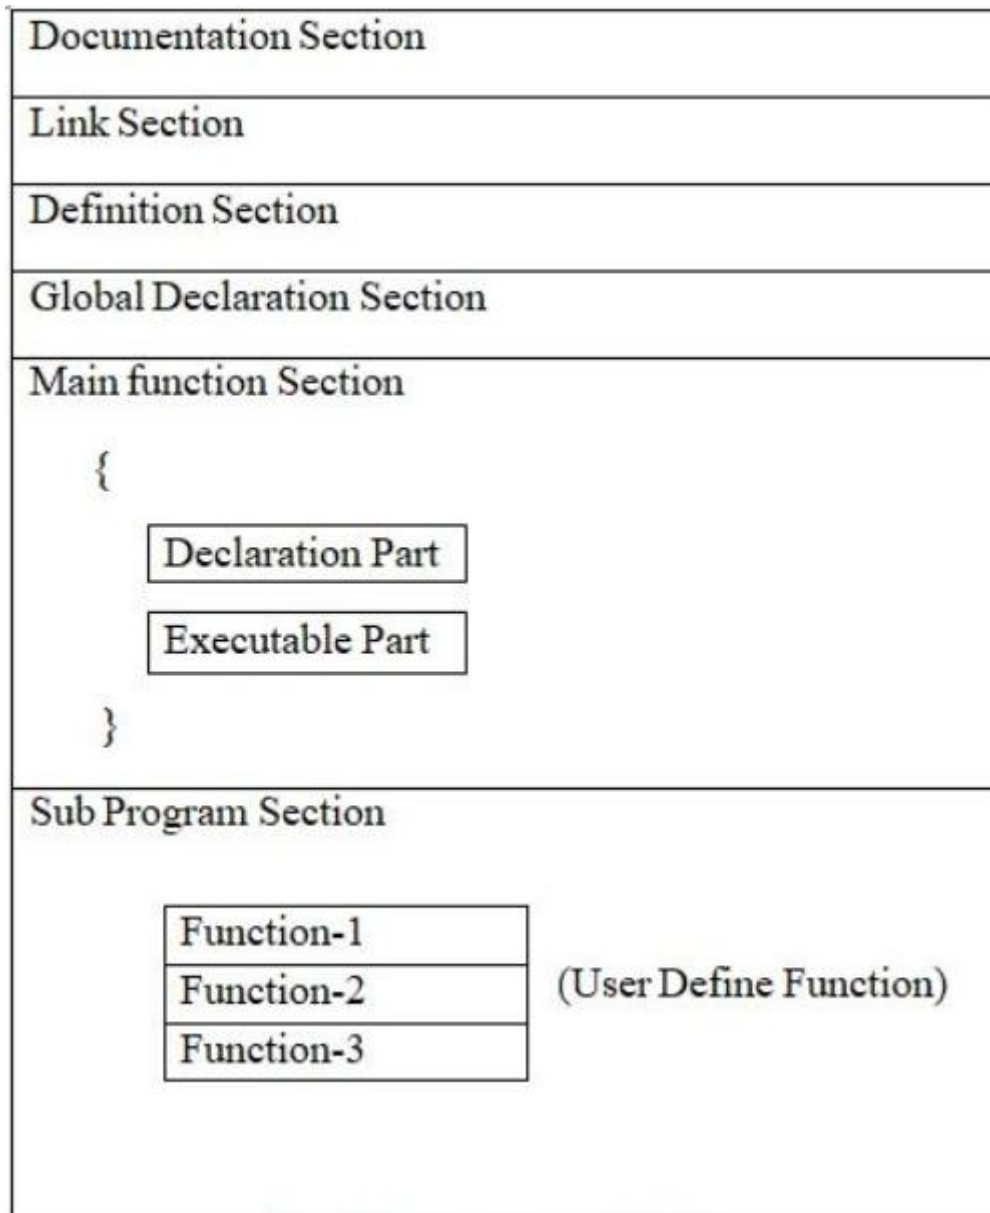 Documentation Section
Link Section
Definition Section
Global Declaration Section
Main function Section
{
Declaration Part
Executable Part
}
Sub Program Section
Function-1
Function-2 (User Define Function)
Function-3